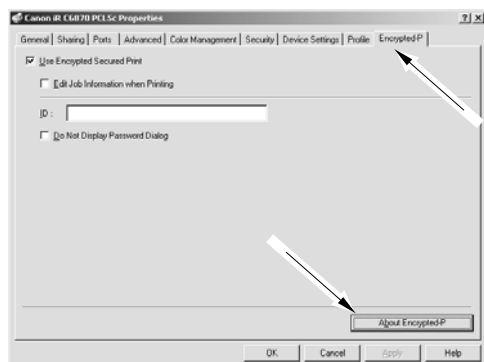 Canon iR C6870 PCL5c Properties
General Sharing Ports Advanced Color Management Security Device Settings Profile Encrypted-P
Use Encrypted Secured Print
Edit Job Information when Printing
ID :
Do Not Display Password Dialog
About Encrypted-P
OK Cancel Apply Help